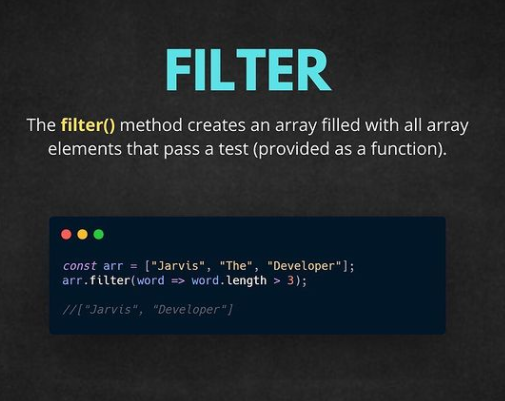 FILTER
The filter() method creates an array filled with all array
elements that pass a test (provided as a function).
const arr = ["Jarvis", "The", "Developer"];
arr.filter(word => word.length > 3);
//["Jarvis", "Developer"]